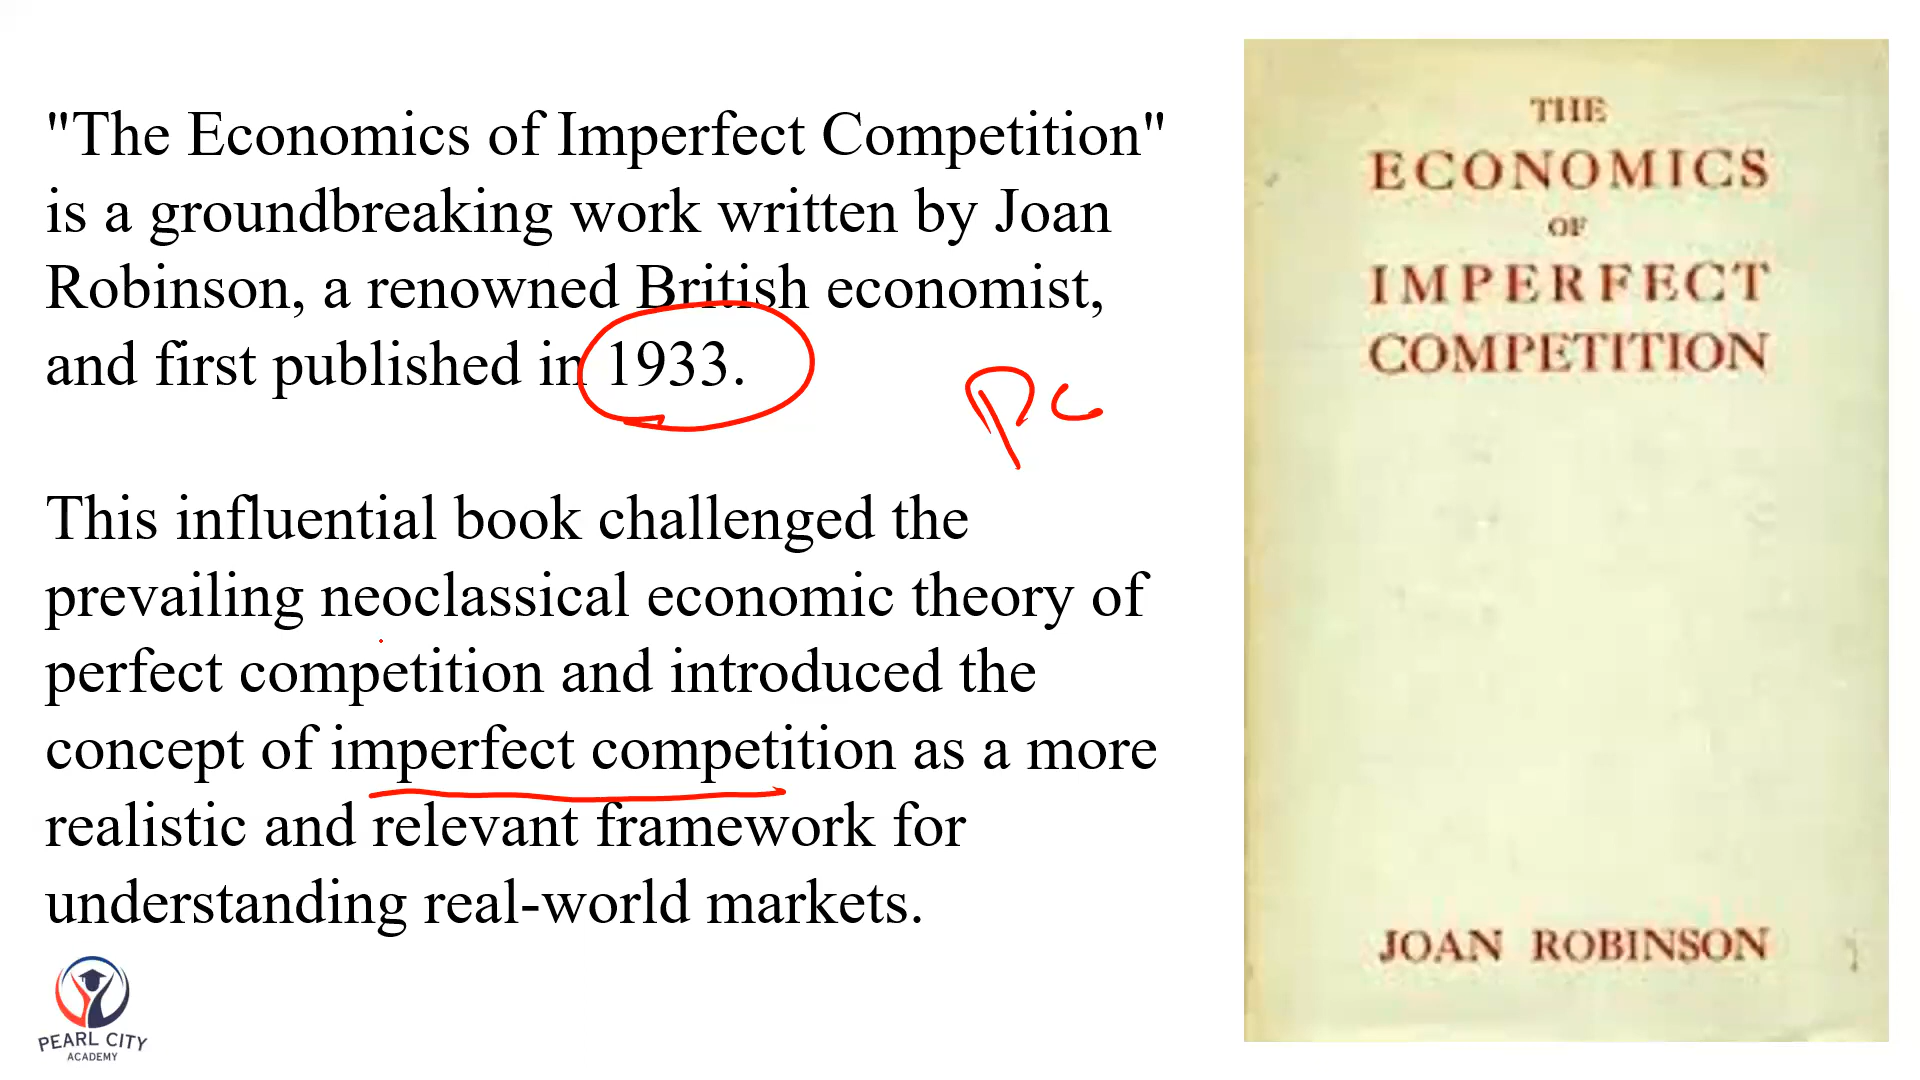 "The Economics of Imperfect Competition"
is a groundbreaking work written by Joan
Robinson, a renowned British economist,
and first published in 1933.
PC
This influential book challenged the
prevailing neoclassical economic theory of
perfect competition and introduced the
concept of imperfect competition as a more
realistic and relevant framework for
understanding real-world markets.
PEARL CITY
ACADEMY
THE
ECONOMICS
OF
IMPERFECT
COMPETITION
JOAN ROBINSON